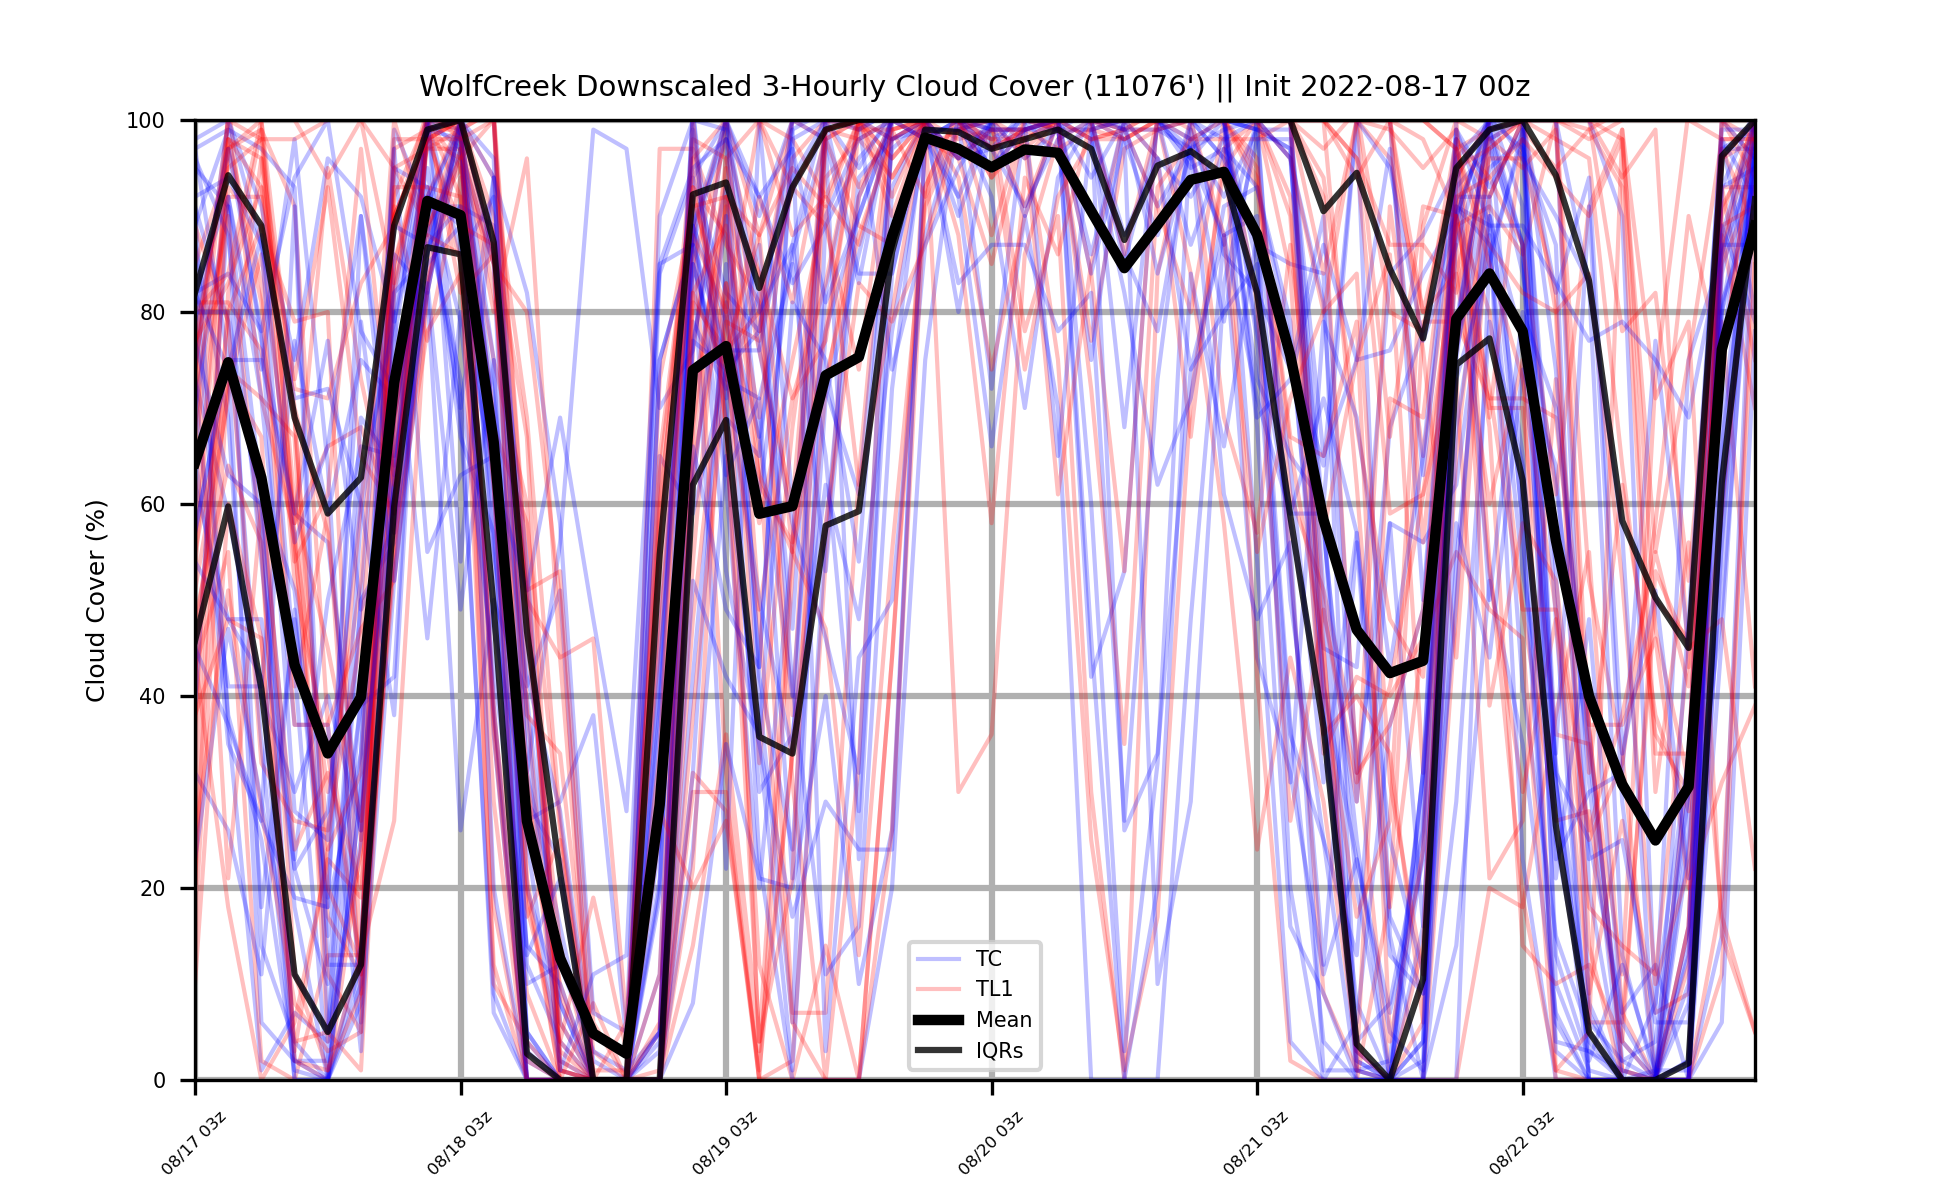 WolfCreek Downscaled 3-Hourly Cloud Cover (11076') || Init 2022-08-17 00z
Cloud Cover (%)
100
80
60
40
20
0
TC
TL1
Mean
IQRs
08/17 03z
08/18 03z
08/19 03z
08/20 03z
08/21 03z
08/22 03z